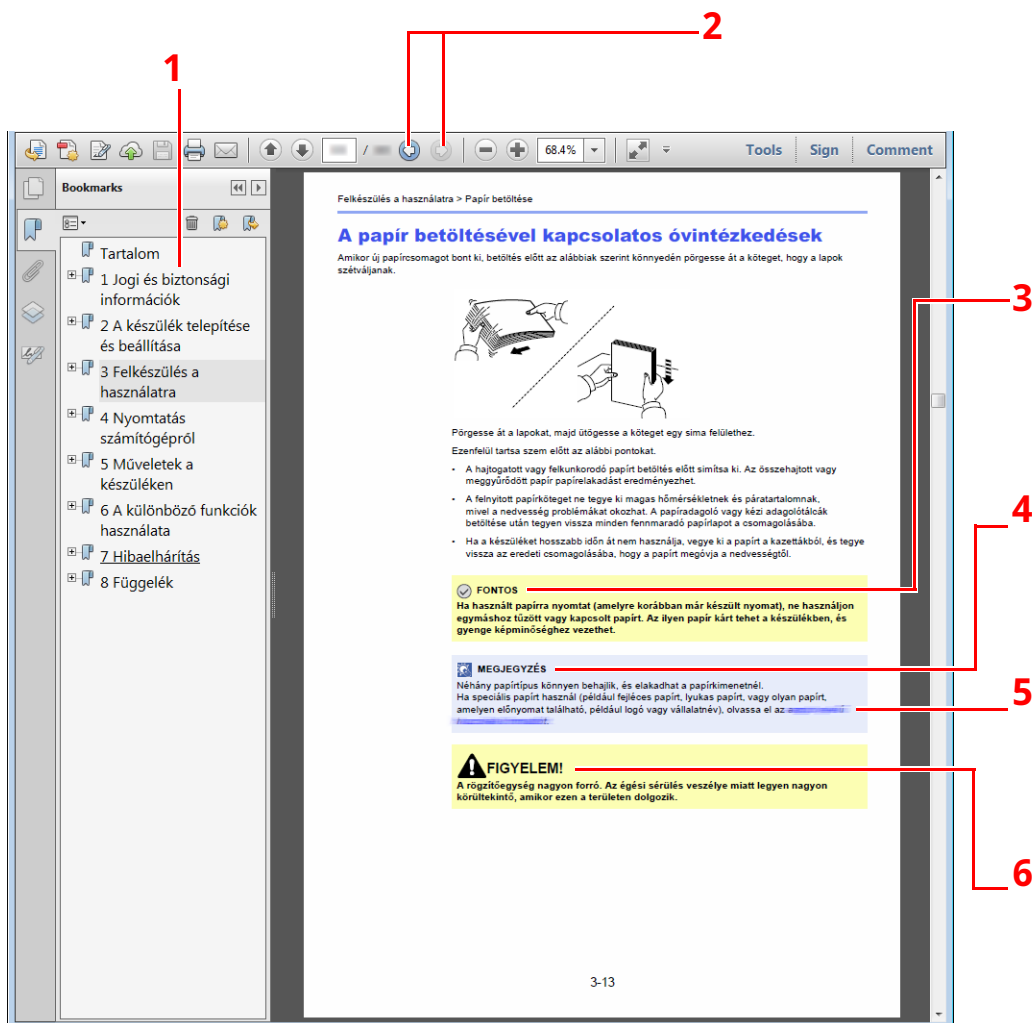 2
1
/
68.4%
Tools
Sign
Comment
Bookmarks
Tartalom
1 Jogi és biztonsági
információk
2 A készülék telepítése
és beállítása
3 Felkészülés a
használatra
4 Nyomtatás
számítógépről
5 Műveletek a
készüléken
6 A különböző funkciók
használata
7 Hibaelhárítás
8 Függelék
Felkészülés a használatra > Papír betöltése
A papír betöltésével kapcsolatos óvintézkedések
Amikor új papírcsomagot bont ki, betöltés előtt az alábbiak szerint könnyedén pörgesse át a köteget, hogy a lapok
szétváljanak.
3
Pörgesse át a lapokat, majd ütögesse a köteget egy sima felülethez.
Ezenfelül tartsa szem előtt az alábbi pontokat.
• A hajtogatott vagy felkunkorodó papírt betöltés előtt simítsa ki. Az összehajtott vagy
meggyűrődött papír papírelakadást eredményezhet.
• A felnyitott papírköteget ne tegye ki magas hőmérsékletnek és páratartalomnak,
mivel a nedvesség problémákat okozhat. A papíradagoló vagy kézi adagolótálcák
betöltése után tegyen vissza minden fennmaradó papírlapot a csomagolásába.
• Ha a készüléket hosszabb időn át nem használja, vegye ki a papírt a kazettákból, és tegye
vissza az eredeti csomagolásába, hogy a papírt megóvja a nedvességtől.
4
FONTOS
Ha használt papírra nyomtat (amelyre korábban már készült nyomat), ne használjon
egymáshoz tűzött vagy kapcsolt papírt. Az ilyen papír kárt tehet a készülékben, és
gyenge képminőséghez vezethet.
MEGJEGYZÉS
Néhány papírtípus könnyen behajlik, és elakadhat a papírkimenetnél.
Ha speciális papírt használ (például fejléces papírt, lyukas papírt, vagy olyan papírt,
amelyen előnyomat található, például logó vagy vállalatnév), olvassa el az
5
FIGYELEM!
A rögzítőegység nagyon forró. Az égési sérülés veszélye miatt legyen nagyon
körültekintő, amikor ezen a területen dolgozik.
6
3-13